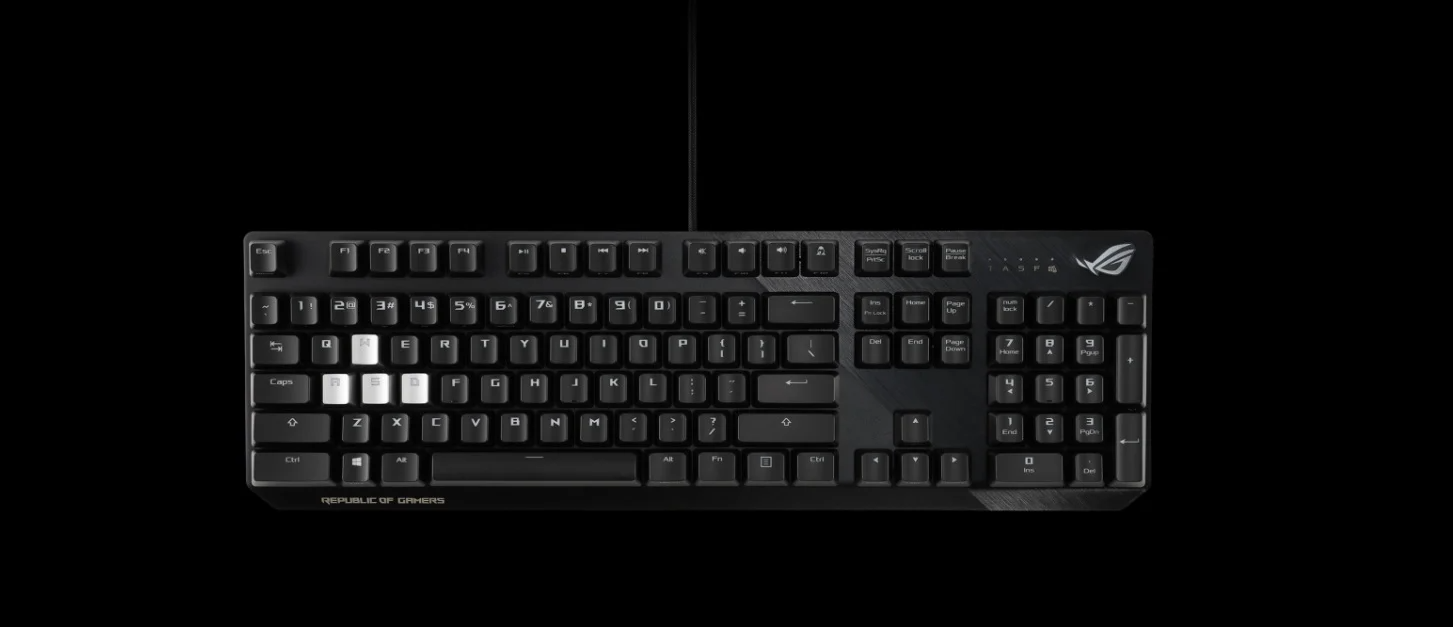 Esc F1 F2 F3 F4 SysRq Scroll Pause
PrtSc lock Break
~ 1 ! 2 @ 3 # 4 $ 5 % 6 ^ 7 & 8 * 9 ( 0 ) - + = Ins Home Page num / * -
Fn Lock Up lock
Q W E R T Y U I O P { [ } ] | \ Del End Page 7 8 9 +
Down Home Pgup
Caps A S D F G H J K L : ; 4 5 6
Z X C V B N M < > ? / 1 2 3
End PgDn
Ctrl Alt Alt Fn Ctrl 0 .
Ins Del
REPUBLIC OF GAMERS